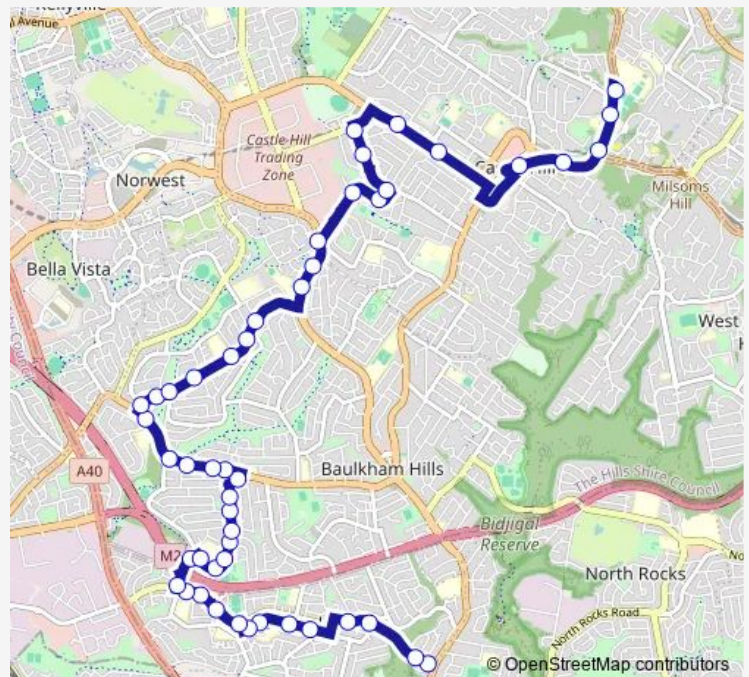 Avenue
Castle-Hill
Trading
Zone
Norwest
Milsoms
Hill
Bella Vista
West
A40
Baulkham Hills
The Hills Shire Council
M2
Bidjigal
Reserve
North Rocks
North Rocks Road
© OpenStreetMap contributors